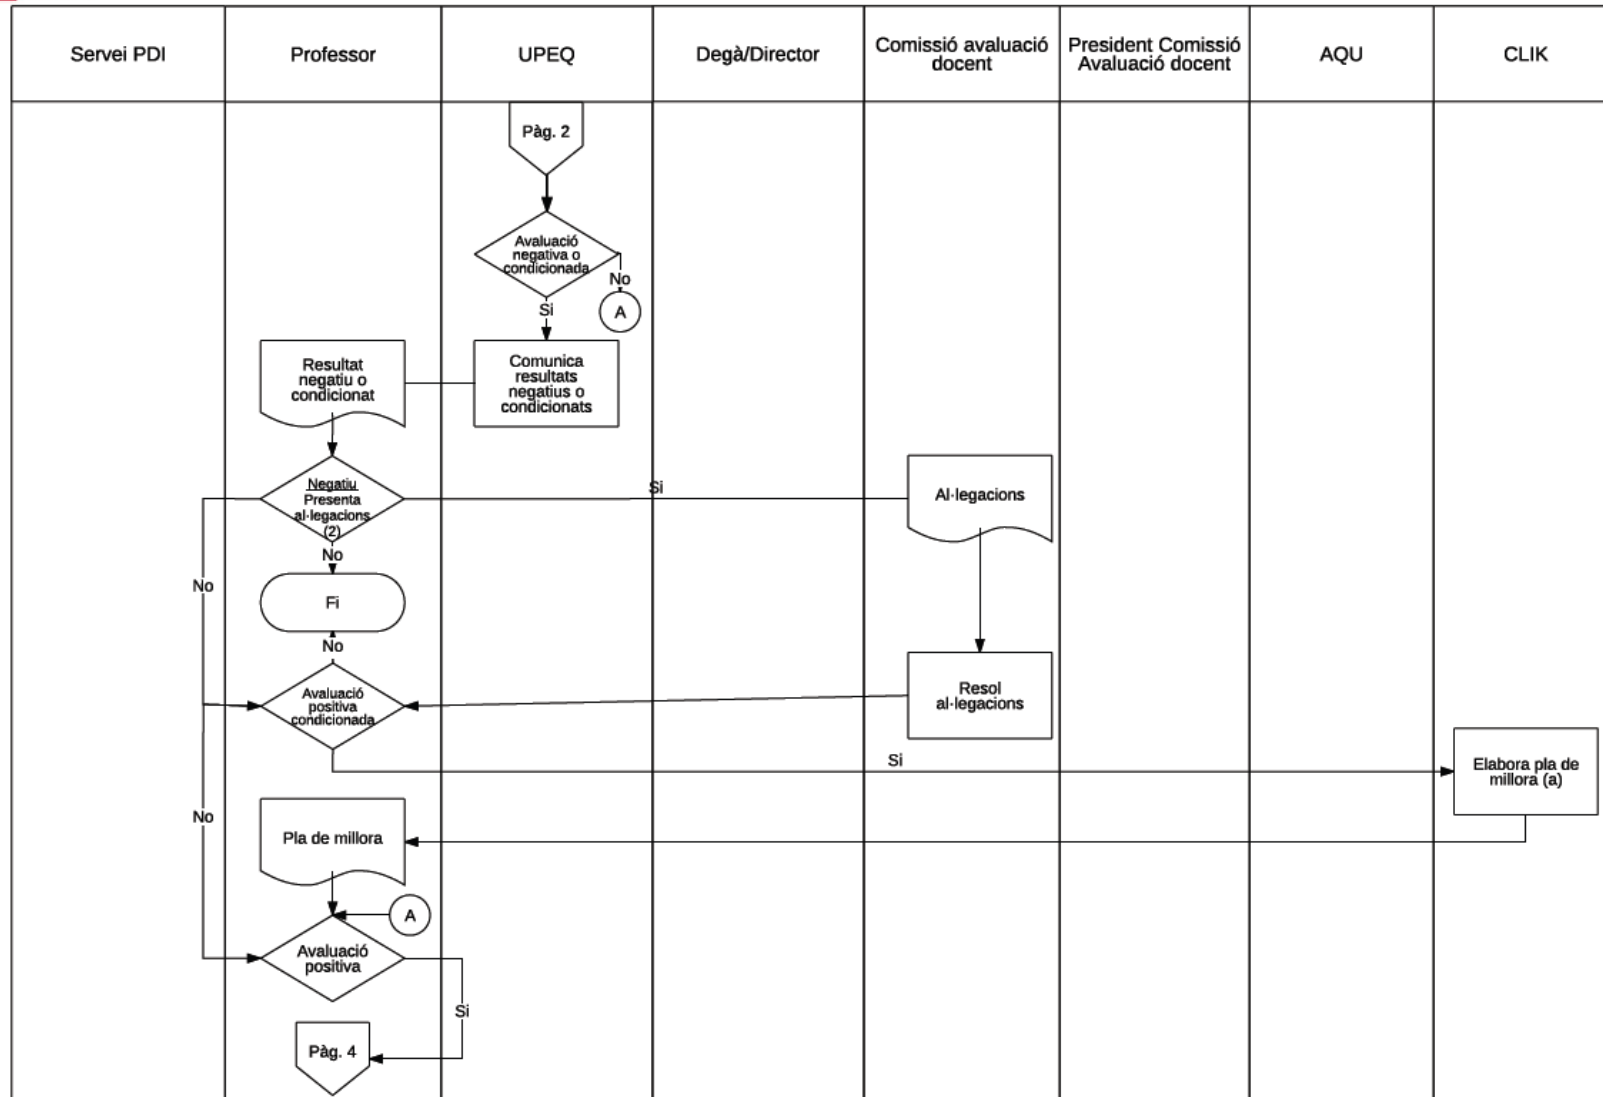 Servei PDI
Professor
UPEQ
Degà/Director
Comissió avaluació
docent
President Comissió
Avaluació docent
AQU
CLIK
Pàg. 2
Avaluació
negativa o
condicionada
No
A
Si
Resultat
negatiu o
condicionat
Comunica
resultats
negatius o
condicionats
Negatiu
Presenta
al·legacions
(2)
Si
Al·legacions
No
No
Fi
No
Avaluació
positiva
condicionada
Resol
al·legacions
Si
Elabora pla de
millora (a)
No
Pla de millora
A
Avaluació
positiva
Si
Pàg. 4